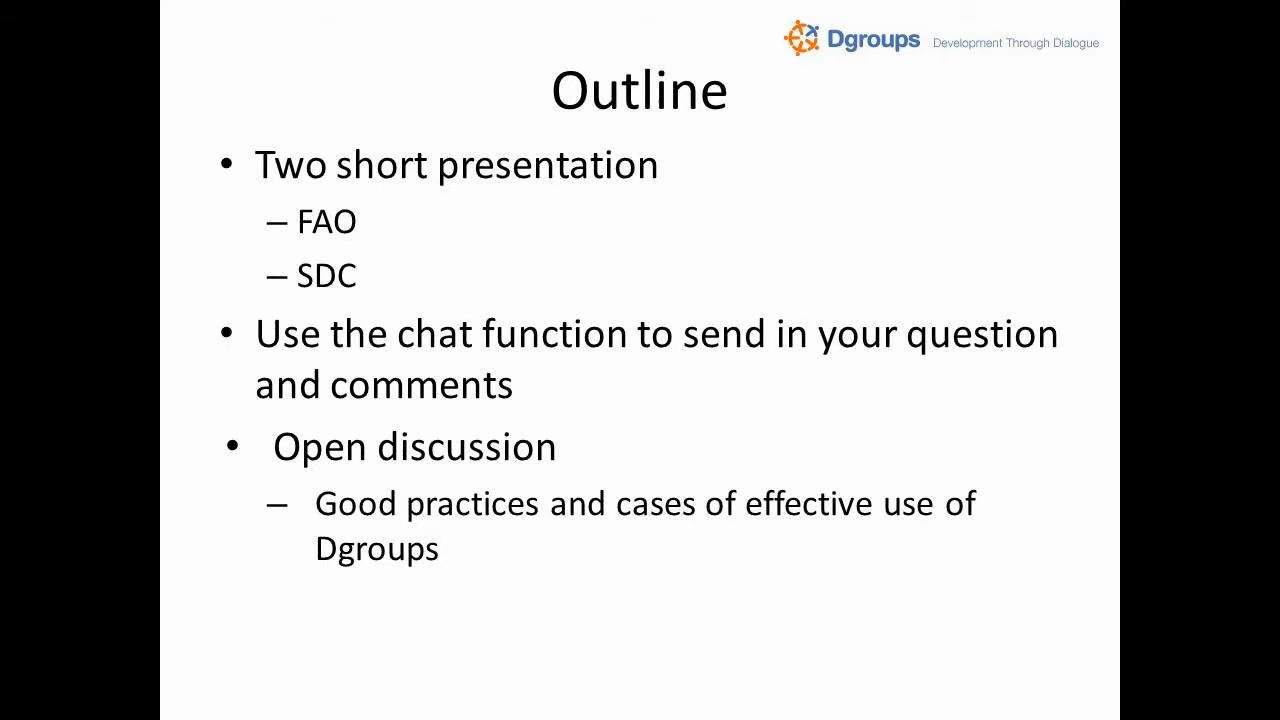 Dgroups Development Through Dialogue
Outline
• Two short presentation
– FAO
– SDC
• Use the chat function to send in your question
and comments
• Open discussion
– Good practices and cases of effective use of
Dgroups